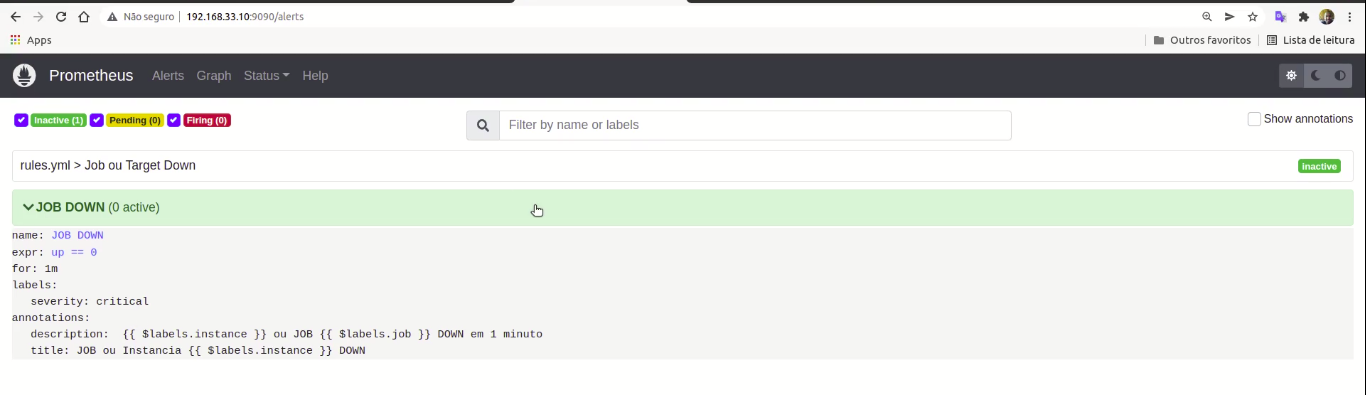 Não seguro | 192.168.33.10:9090/alerts
Apps Outros favoritos Lista de leitura
Prometheus Alerts Graph Status Help
Inactive (1) Pending (0) Firing (0) Filter by name or labels Show annotations
rules.yml > Job ou Target Down inactive
JOB DOWN (0 active)
name: JOB DOWN
expr: up == 0
for: 1m
labels:
severity: critical
annotations:
description: {{ $labels.instance }} ou JOB {{ $labels.job }} DOWN em 1 minuto
title: JOB ou Instancia {{ $labels.instance }} DOWN